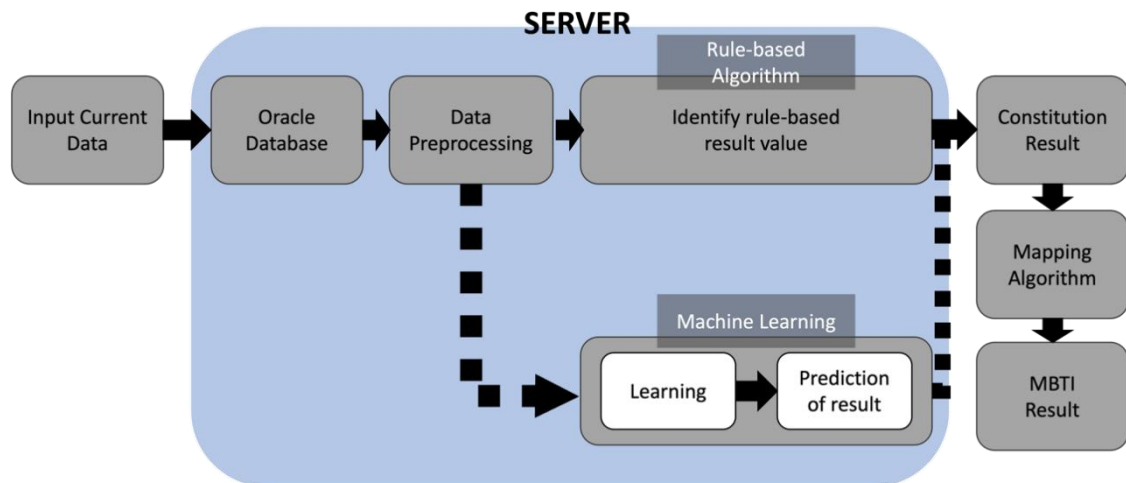 SERVER
Rule-based
Algorithm
Input Current
Data
Oracle
Database
Data
Preprocessing
Identify rule-based
result value
Constitution
Result
Mapping
Algorithm
Machine Learning
Learning
Prediction
of result
MBTI
Result